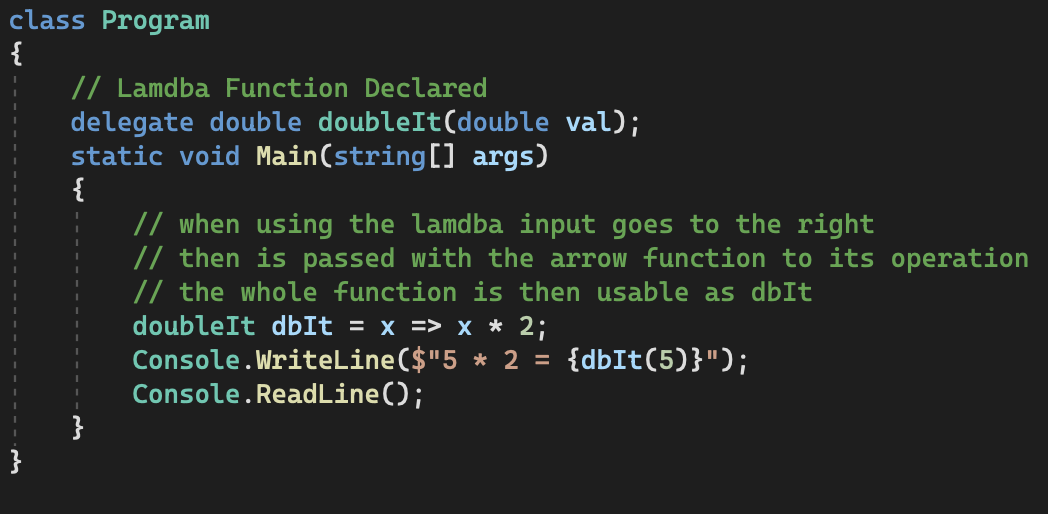 class Program
{
    // Lamdba Function Declared
    delegate double doubleIt(double val);
    static void Main(string[] args)
    {
        // when using the lamdba input goes to the right
        // then is passed with the arrow function to its operation
        // the whole function is then usable as dbIt
        doubleIt dbIt = x => x * 2;
        Console.WriteLine($"5 * 2 = {dbIt(5)}");
        Console.ReadLine();
    }
}